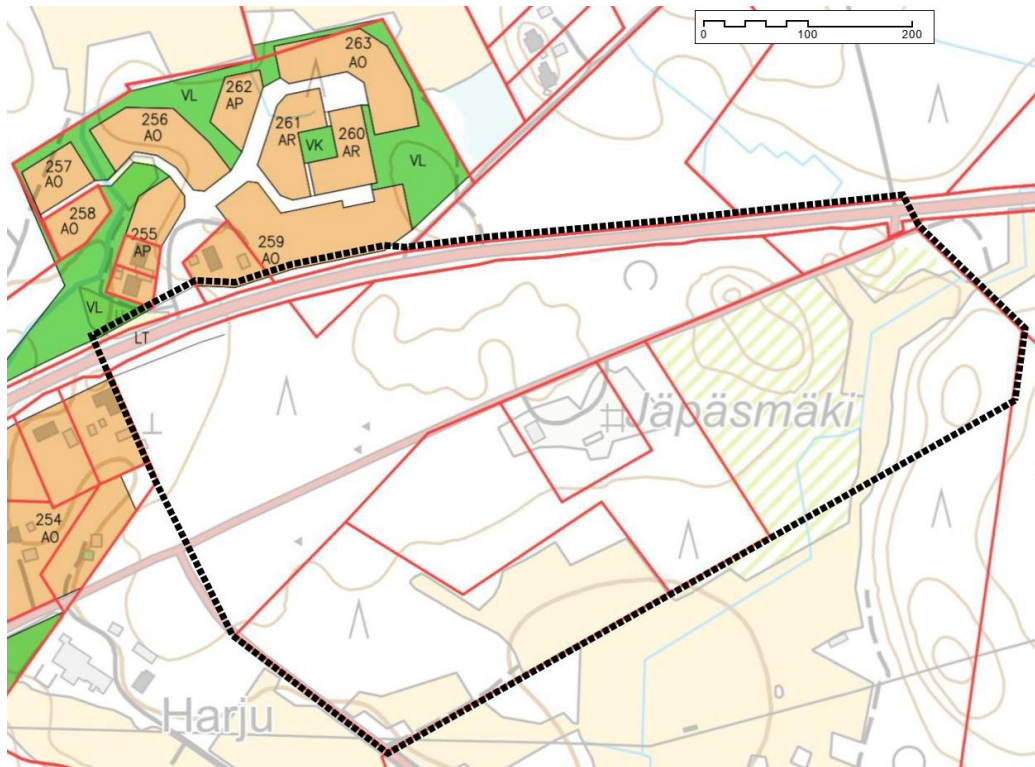 0 100 200
263
AO
262
AP
VL
256
AO
261
AR
260
AR
VK
VL
257
AO
258
AO
255
AP
259
AO
VL
LT
Jäpäsmäki
254
AO
Harju